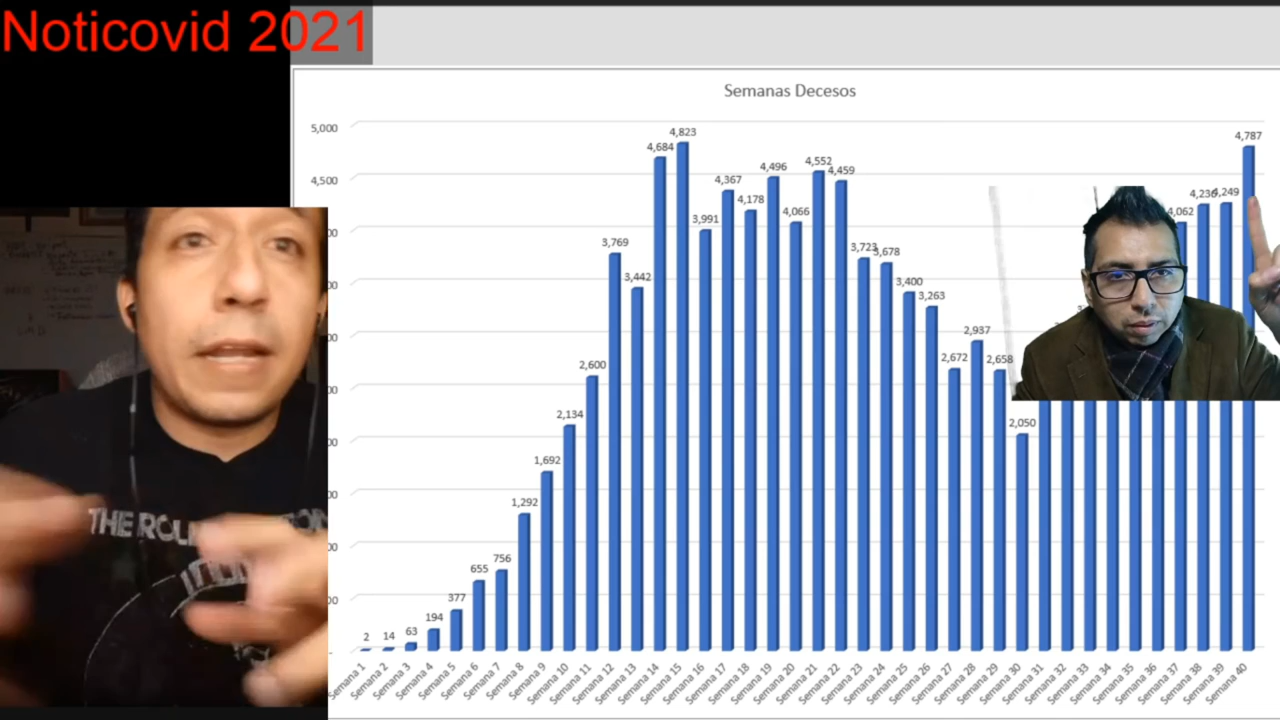 Noticovid 2021
Semanas Decesos
5,000
4,500
2
14
63
194
377
655
756
1,292
1,692
2,134
2,600
3,769
3,442
4,684
4,823
3,991
4,367
4,178
4,496
4,066
4,552
4,459
3,723
3,678
3,400
3,263
2,672
2,937
2,658
2,050
4,062
4,249
4,787
Semana 1
Semana 2
Semana 3
Semana 4
Semana 5
Semana 6
Semana 7
Semana 8
Semana 9
Semana 10
Semana 11
Semana 12
Semana 13
Semana 14
Semana 15
Semana 16
Semana 17
Semana 18
Semana 19
Semana 20
Semana 21
Semana 22
Semana 23
Semana 24
Semana 25
Semana 26
Semana 27
Semana 28
Semana 29
Semana 30
Semana 31
Semana 32
Semana 33
Semana 34
Semana 35
Semana 36
Semana 37
Semana 38
Semana 39
Semana 40
THE